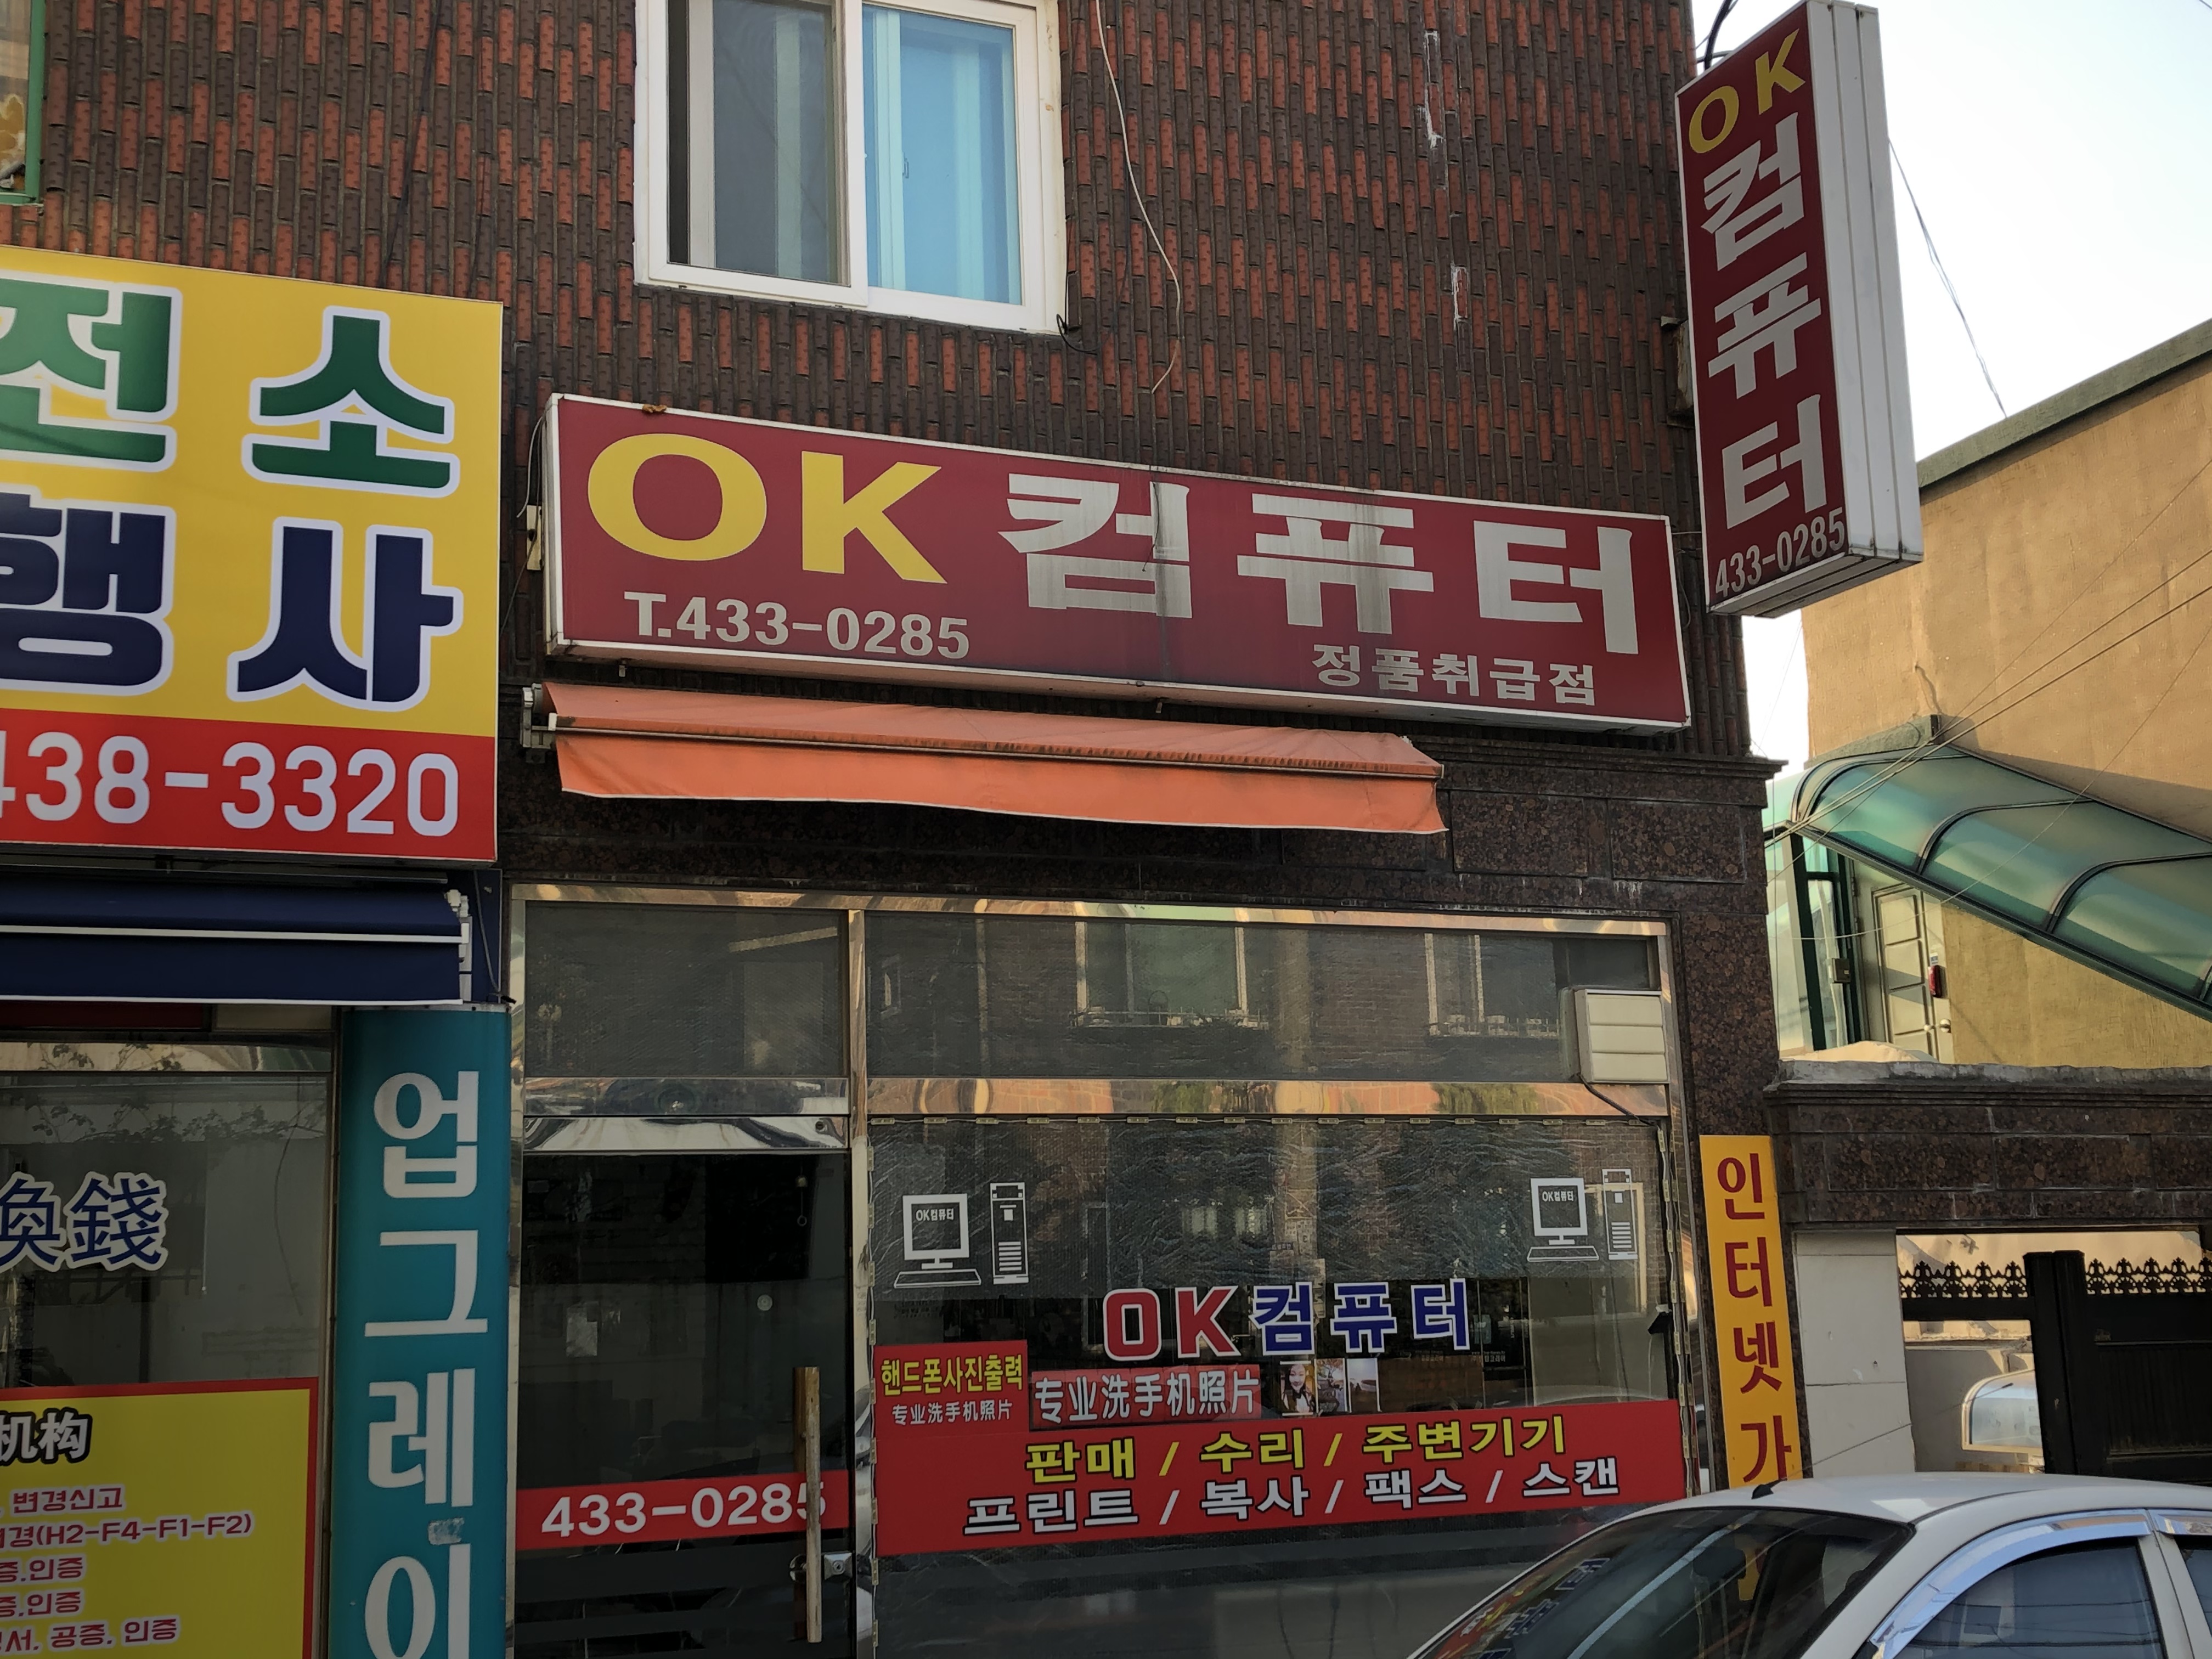 전소
행사
438-3320
換錢
机构
변경신고
변경(H2-F4-F1-F2)
증.인증
증.인증
서. 공증. 인증
업그레이
OK컴퓨터
T.433-0285
정품취급점
OK
컴퓨터
433-0285
OK컴퓨터
OK컴퓨터
OK컴퓨터
핸드폰사진출력
专业洗手机照片
专业洗手机照片
판매 / 수리 / 주변기기
프린트 / 복사 / 팩스 / 스캔
433-0285
인터넷 가